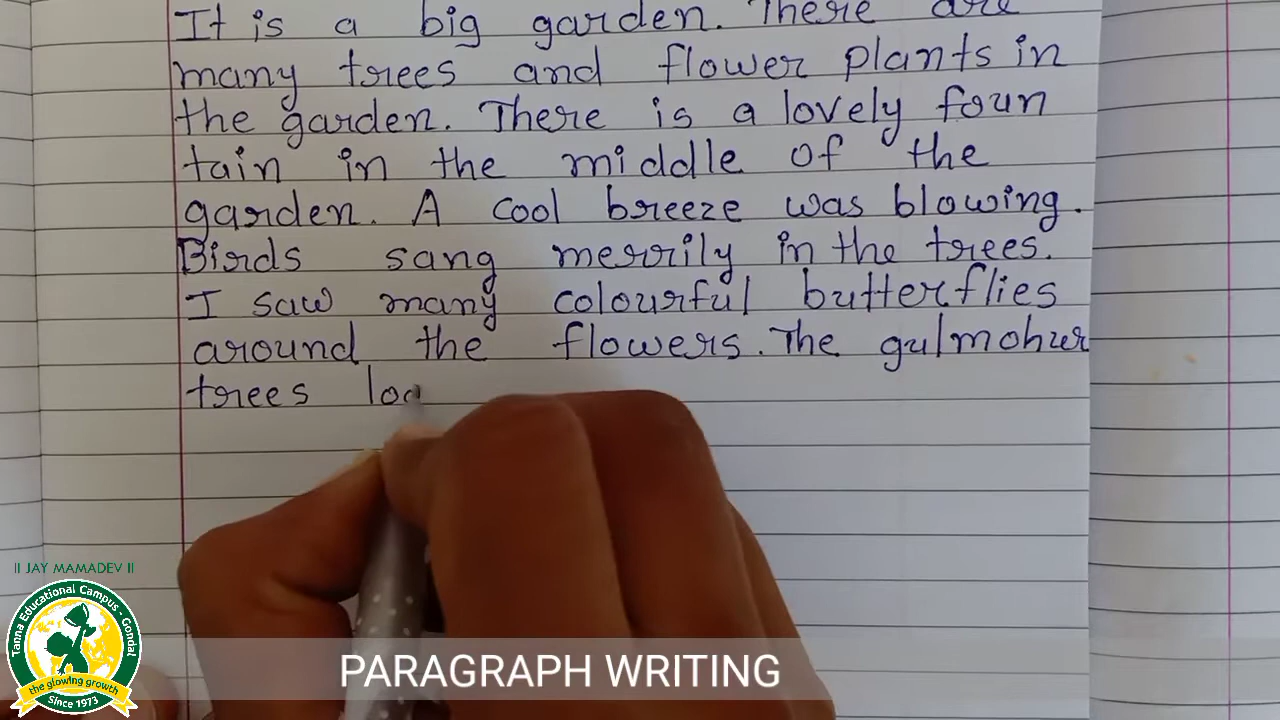 It is a big garden. There are
many trees and flower plants in
the garden. There is a lovely foun
tain in the middle of the
garden. A cool breeze was blowing.
Birds sang merrily in the trees.
I saw many colourful butterflies
around the flowers. The gulmohur
trees loo
II JAY MAMADEV II
Tanna Educational Campus - Gondal
the glowing growth
Since 1973
PARAGRAPH WRITING